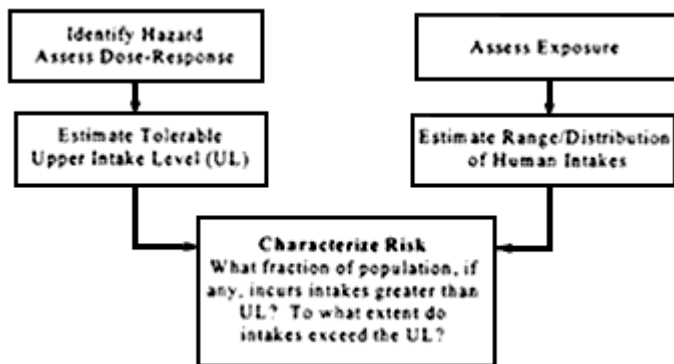 Identify Hazard
Assess Dose-Response
Assess Exposure
Estimate Tolerable
Upper Intake Level (UL)
Estimate Range/Distribution
of Human Intakes
Characterize Risk
What fraction of population, if
any, incurs intakes greater than
UL? To what extent do
intakes exceed the UL?